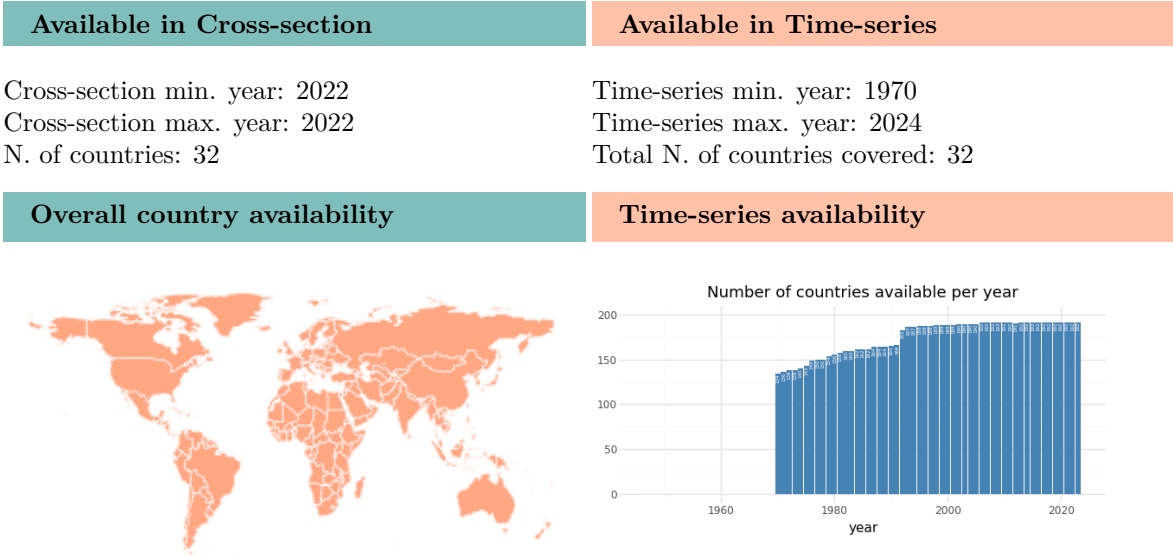 Available in Cross-section
Available in Time-series
Cross-section min. year: 2022
Cross-section max. year: 2022
N. of countries: 32
Time-series min. year: 1970
Time-series max. year: 2024
Total N. of countries covered: 32
Overall country availability
Time-series availability
Number of countries available per year
200
150
100
50
0
1960
1980
2000
2020
year